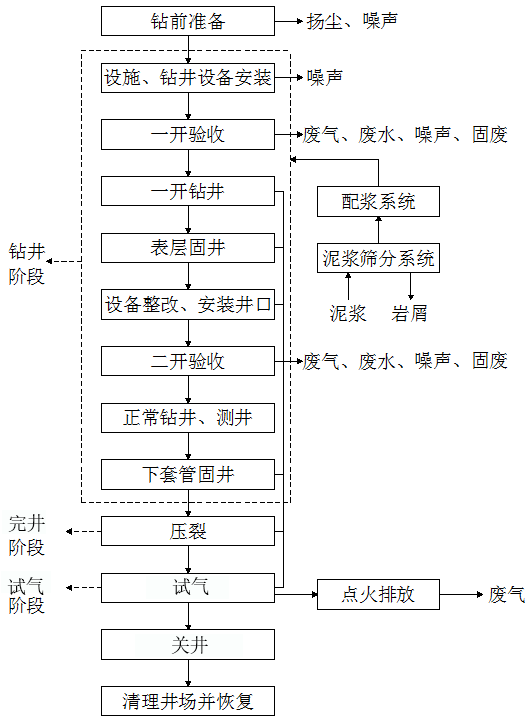 钻前准备
扬尘、噪声
设施、钻井设备安装
噪声
一开验收
废气、废水、噪声、固废
一开钻井
配浆系统
表层固井
钻井
阶段
泥浆筛分系统
设备整改、安装井口
泥浆
岩屑
二开验收
废气、废水、噪声、固废
正常钻井、测井
下套管固井
完井
阶段
压裂
试气
阶段
试气
点火排放
废气
关井
清理井场并恢复